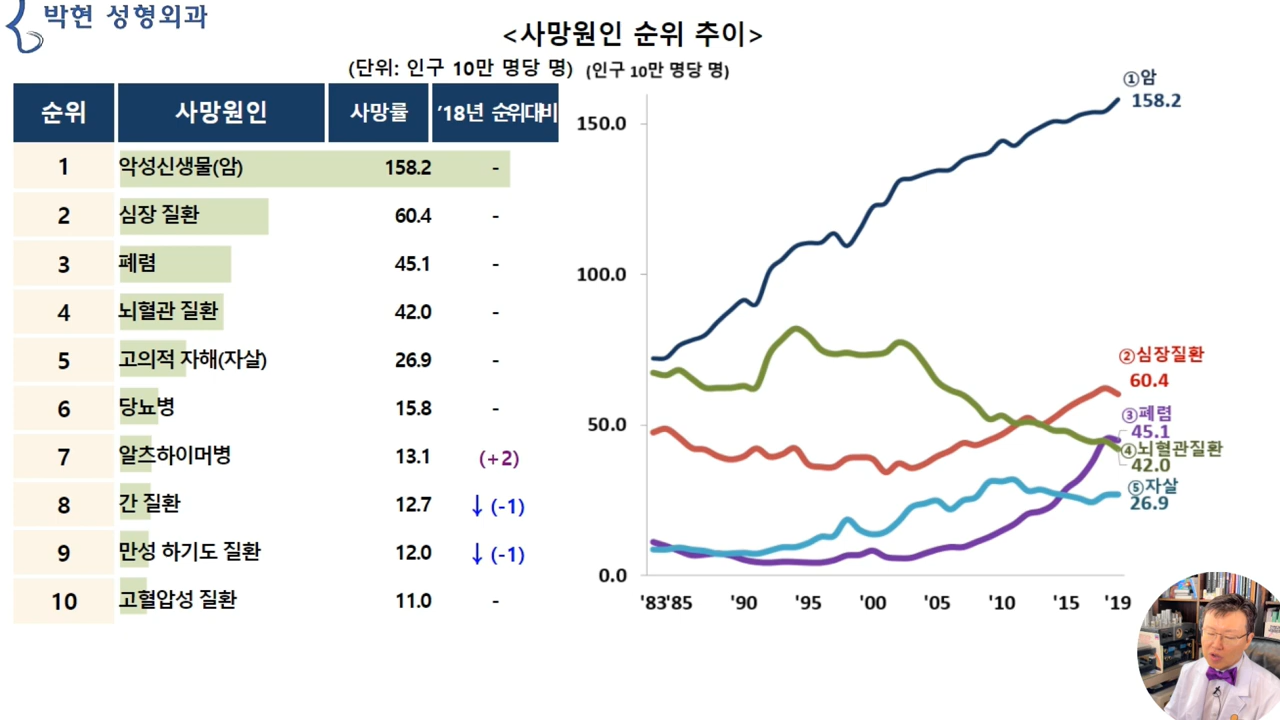 박현 성형외과
<사망원인 순위 추이>
(단위: 인구 10만 명당 명) (인구 10만 명당 명)
순위 사망원인 사망률 '18년 순위대비
1 악성신생물(암) 158.2 -
2 심장 질환 60.4 -
3 폐렴 45.1 -
4 뇌혈관 질환 42.0 -
5 고의적 자해(자살) 26.9 -
6 당뇨병 15.8 -
7 알츠하이머병 13.1 (+2)
8 간 질환 12.7 ↓ (-1)
9 만성 하기도 질환 12.0 ↓ (-1)
10 고혈압성 질환 11.0 -
150.0
100.0
50.0
0.0
'83 '85 '90 '95 '00 '05 '10 '15 '19
①암
158.2
②심장질환
60.4
③폐렴
45.1
④뇌혈관질환
42.0
⑤자살
26.9